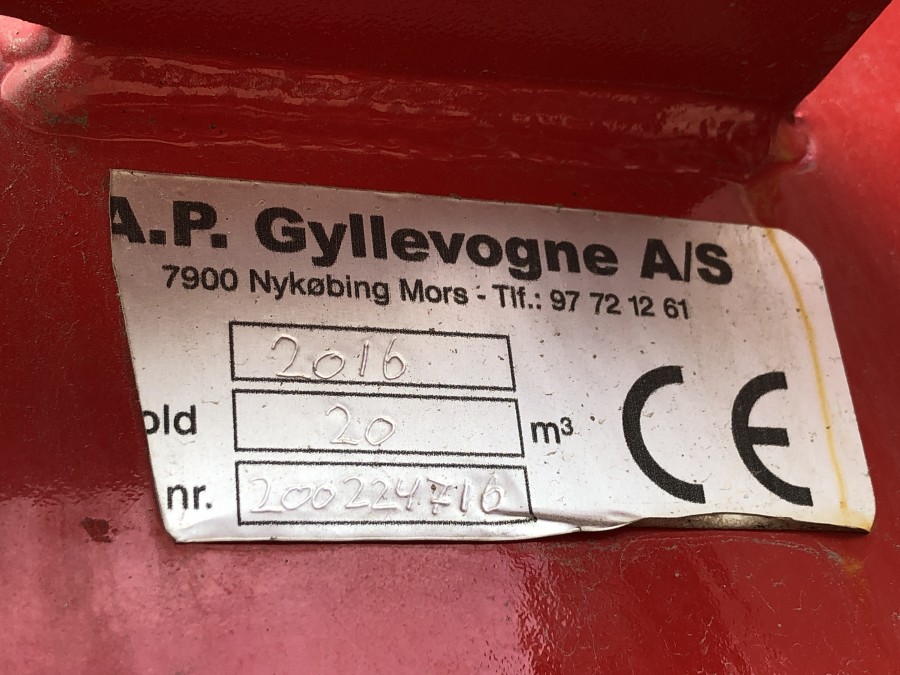 A.P. Gyllevogne A/S
7900 Nykøbing Mors - Tlf.: 97 72 12 61
2016
old 20 m³
nr. 200224716
CE